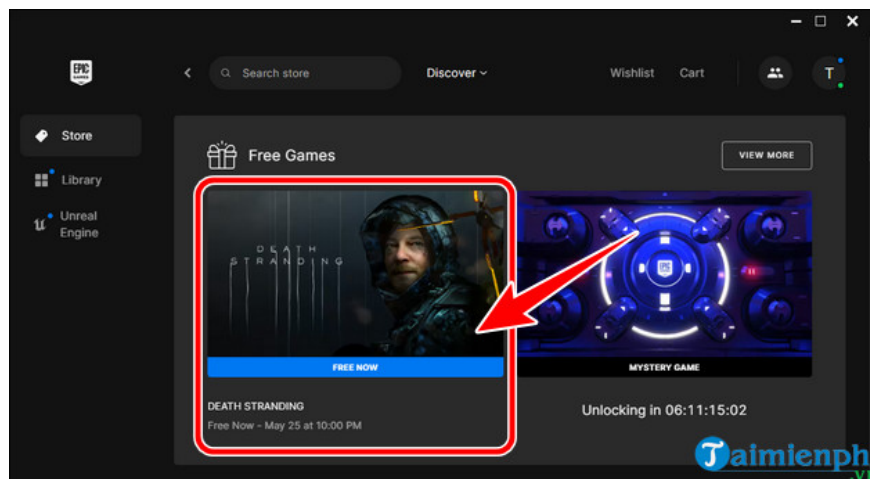 EPIC
GAMES
Search store
Discover
Wishlist
Cart
T
Store
Library
Unreal
Engine
Free Games
VIEW MORE
DEATH
STRANDING
EPIC
FREE NOW
MYSTERY GAME
DEATH STRANDING
Free Now - May 25 at 10:00 PM
Unlocking in 06:11:15:02
Taimienph
.v